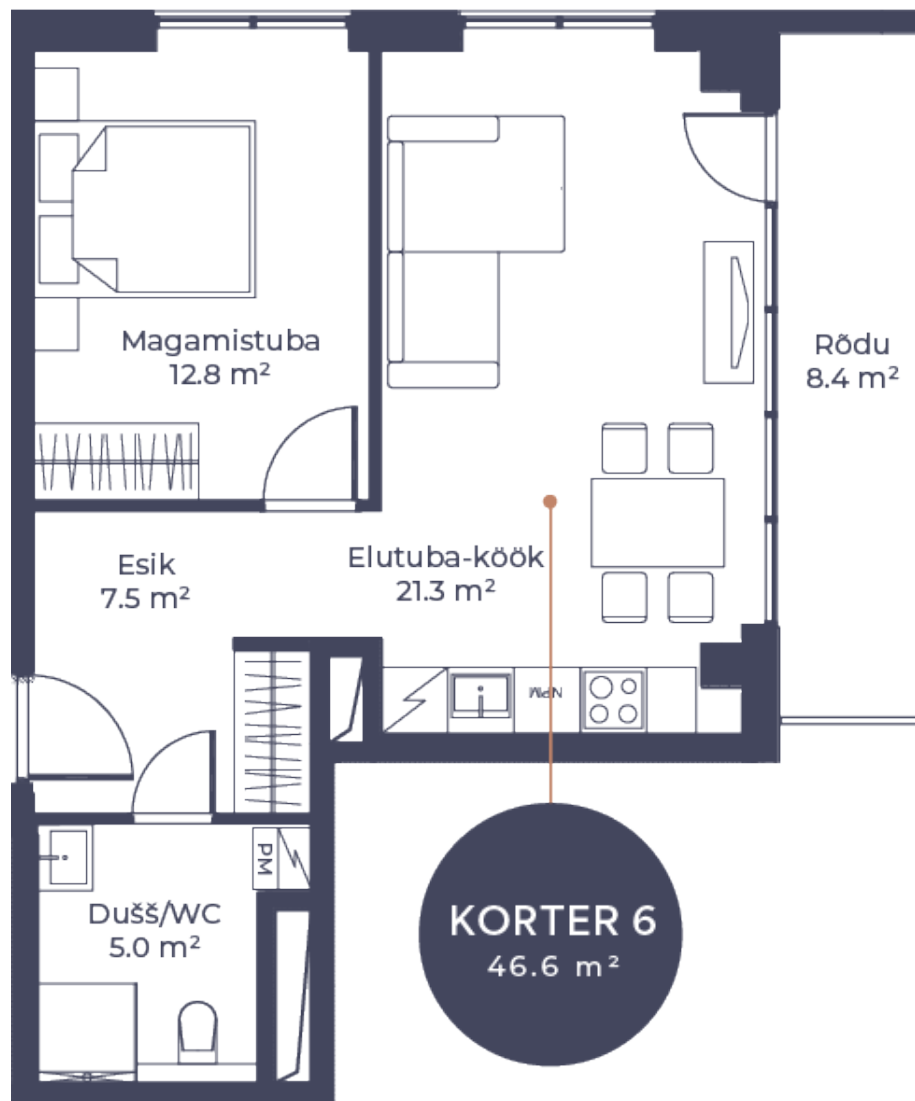 Magamistuba
12.8 m²
Rõdu
8.4 m²
Esik
7.5 m²
Elutuba-köök
21.3 m²
NPM
PM
Dušš/WC
5.0 m²
KORTER 6
46.6 m²